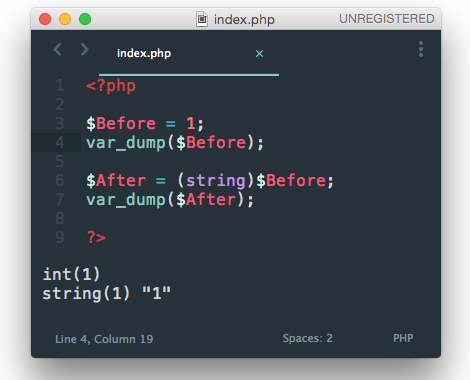 index.php
UNREGISTERED
index.php ×
1 <?php
2
3 $Before = 1;
4 var_dump($Before);
5
6 $After = (string)$Before;
7 var_dump($After);
8
9 ?>
int(1)
string(1) "1"
Line 4, Column 19
Spaces: 2
PHP